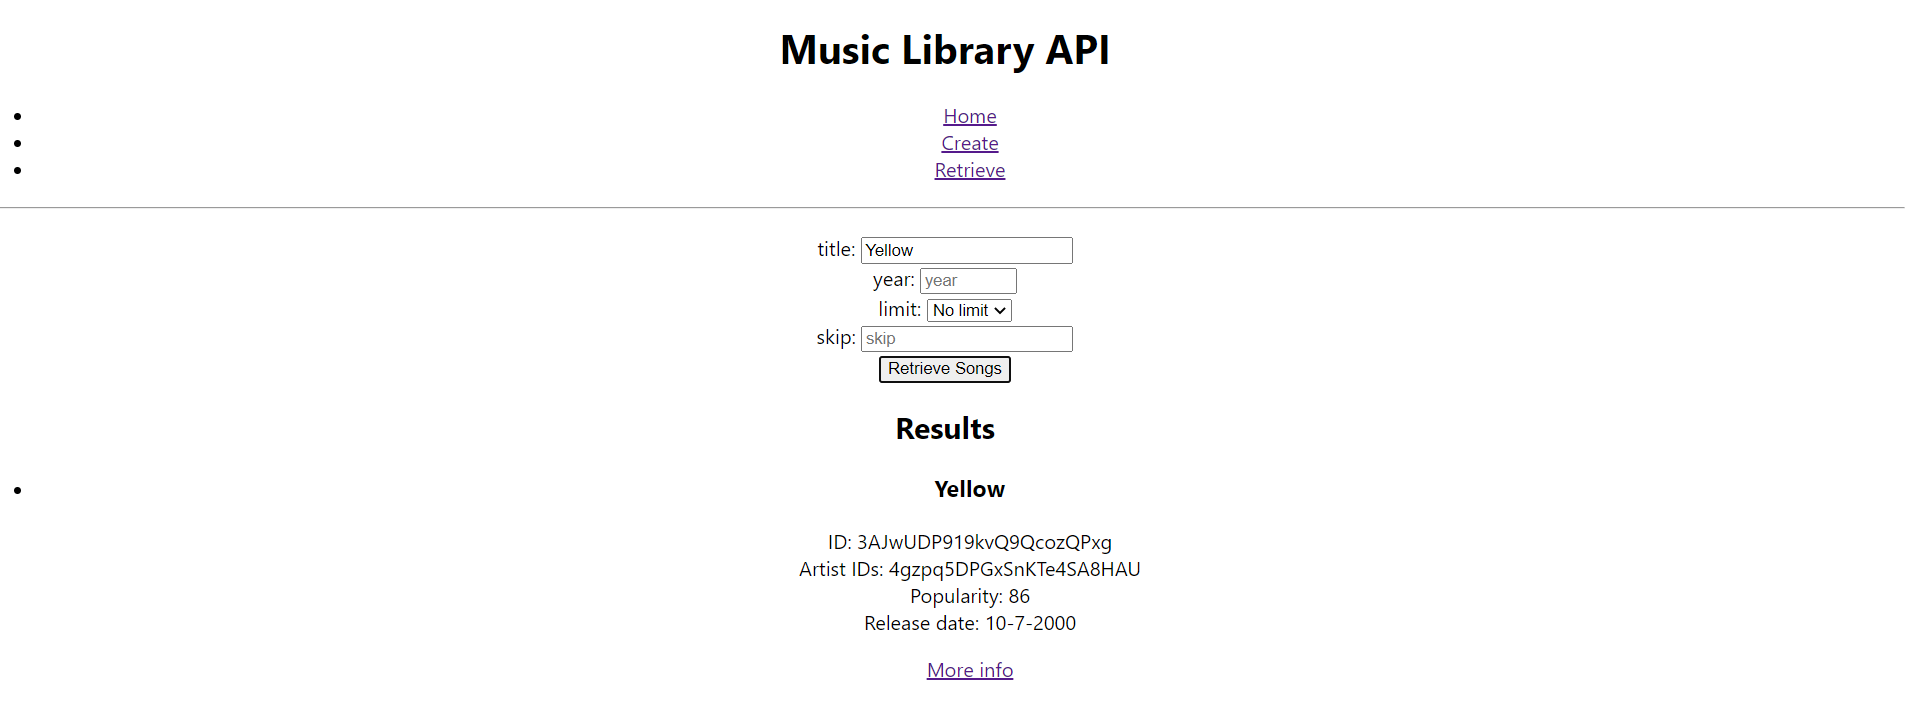 Music Library API
Home
Create
Retrieve
title: Yellow
year: year
limit: No limit
skip: skip
Retrieve Songs
Results
Yellow
ID: 3AJwUDP919kvQ9QcozQPxg
Artist IDs: 4gzpq5DPGxSnKTe4SA8HAU
Popularity: 86
Release date: 10-7-2000
More info